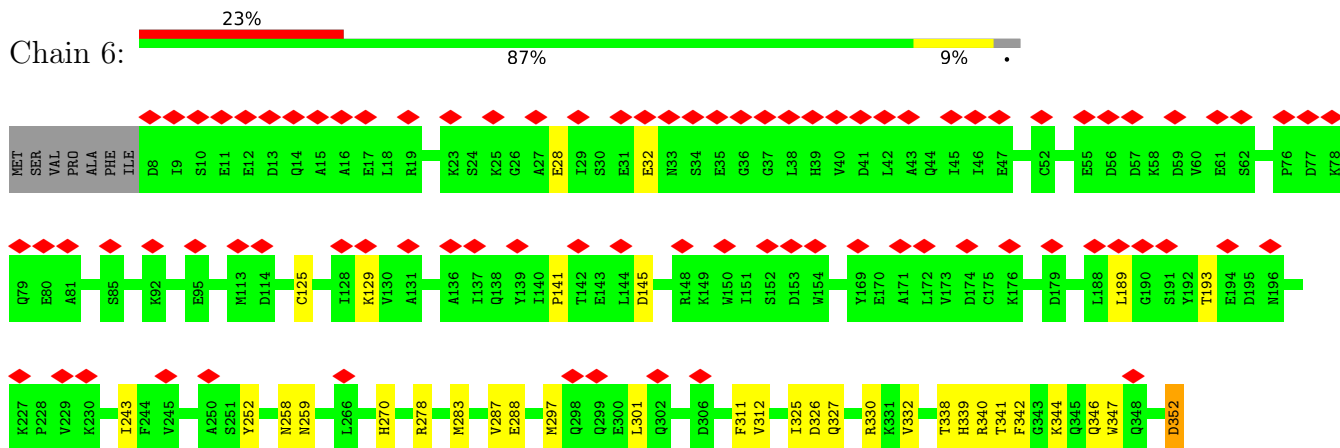 23%
Chain 6:
87% 9% •
MET SER VAL PRO ALA PHE ILE D8 I9 S10 E11 E12 D13 Q14 A15 A16 E17 L18 R19 K23 S24 K25 G26 A27 E28 I29 S30 E31 E32 N33 S34 E35 G36 G37 L38 H39 V40 D41 L42 A43 Q44 I45 I46 E47 C52 E55 D56 D57 K58 D59 V60 E61 S62 P76 D77 K78
Q79 E80 A81 S85 K92 E95 M113 D114 C125 I128 K129 V130 A131 A136 I137 Q138 Y139 I140 P141 T142 E143 L144 D145 R148 K149 W150 I151 S152 D153 W154 Y169 E170 A171 L172 V173 D174 C175 K176 D179 L188 L189 G190 S191 Y192 T193 E194 D195 N196
K227 P228 V229 K230 I243 F244 V245 A250 S251 Y252 N258 N259 L266 H270 R278 M283 V287 E288 M297 Q298 Q299 E300 L301 Q302 D306 F311 V312 I325 D326 Q327 R330 K331 V332 T338 H339 R340 T341 F342 G343 K344 Q345 Q346 W347 Q348 D352